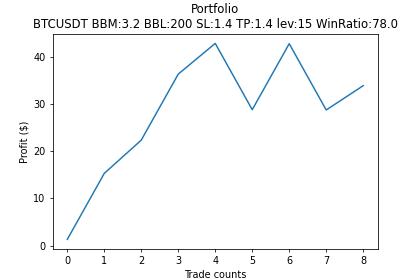 Portfolio
BTCUSDT BBM:3.2 BBL:200 SL:1.4 TP:1.4 lev:15 WinRatio:78.0
40
30
20
10
0
Profit ($)
0 1 2 3 4 5 6 7 8
Trade counts